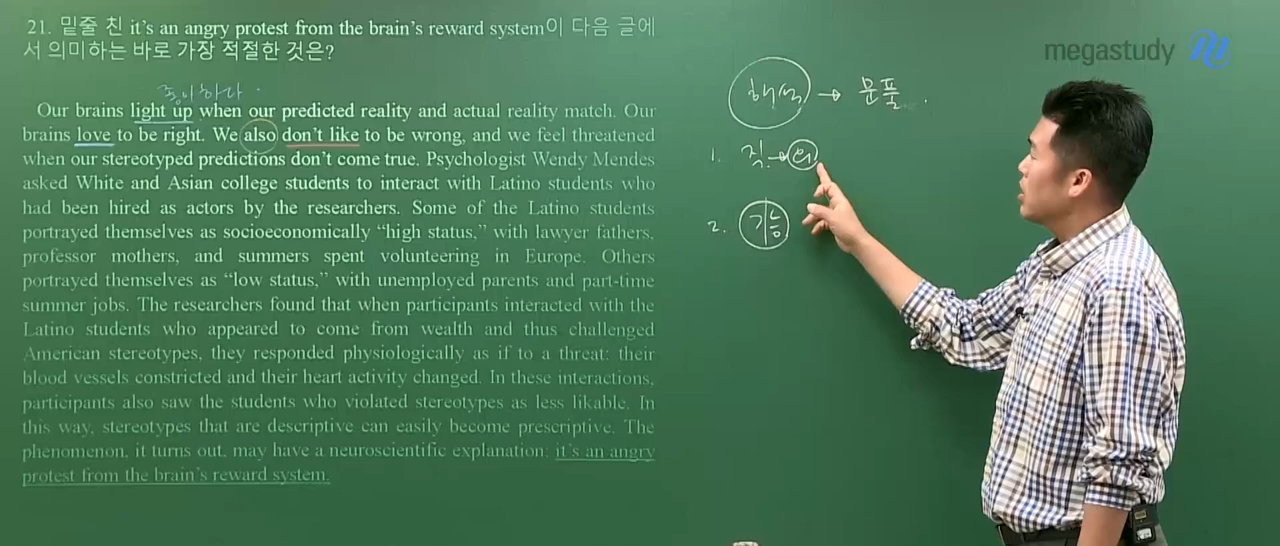 21. 밑줄 친 it's an angry protest from the brain's reward system이 다음 글에
서 의미하는 바로 가장 적절한 것은?
megastudy
좋아하다
Our brains light up when our predicted reality and actual reality match. Our
brains love to be right. We also don't like to be wrong, and we feel threatened
when our stereotyped predictions don't come true. Psychologist Wendy Mendes
asked White and Asian college students to interact with Latino students who
had been hired as actors by the researchers. Some of the Latino students
portrayed themselves as socioeconomically “high status,” with lawyer fathers,
professor mothers, and summers spent volunteering in Europe. Others
portrayed themselves as “low status,” with unemployed parents and part-time
summer jobs. The researchers found that when participants interacted with the
Latino students who appeared to come from wealth and thus challenged
American stereotypes, they responded physiologically as if to a threat: their
blood vessels constricted and their heart activity changed. In these interactions,
participants also saw the students who violated stereotypes as less likable. In
this way, stereotypes that are descriptive can easily become prescriptive. The
phenomenon, it turns out, may have a neuroscientific explanation: it's an angry
protest from the brain's reward system.
해석 → 문풀
1. 직 → 의
2. 기능